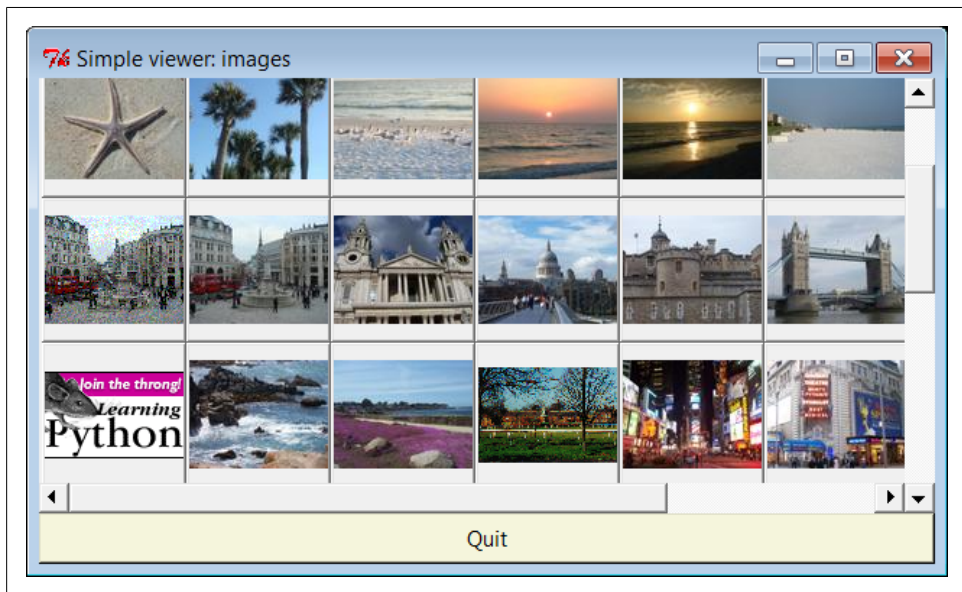 Simple viewer: images
Join the throng!
Learning
Python
Quit